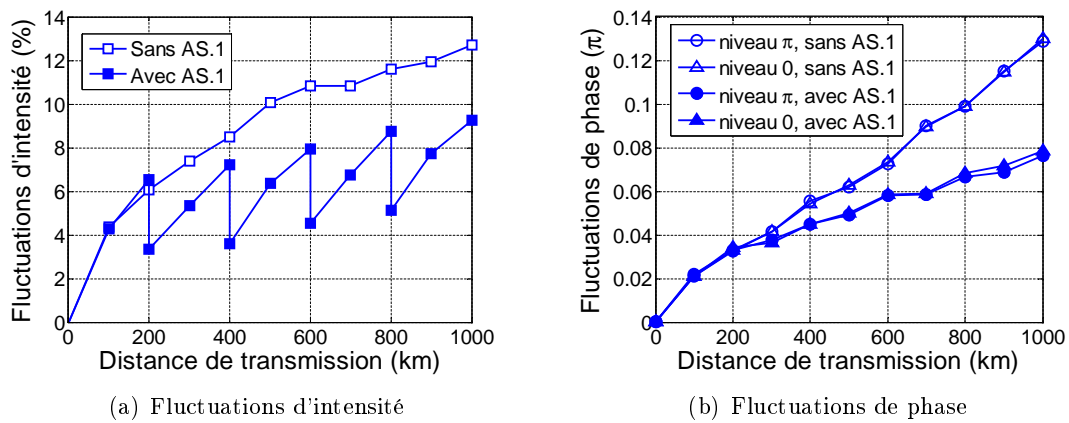 Fluctuations d'intensité (%)
14
12
10
8
6
4
2
0
Sans AS.1
Avec AS.1
0 200 400 600 800 1000
Distance de transmission (km)
(a) Fluctuations d'intensité
Fluctuations de phase (π)
0.14
0.12
0.1
0.08
0.06
0.04
0.02
0
niveau π, sans AS.1
niveau 0, sans AS.1
niveau π, avec AS.1
niveau 0, avec AS.1
0 200 400 600 800 1000
Distance de transmission (km)
(b) Fluctuations de phase